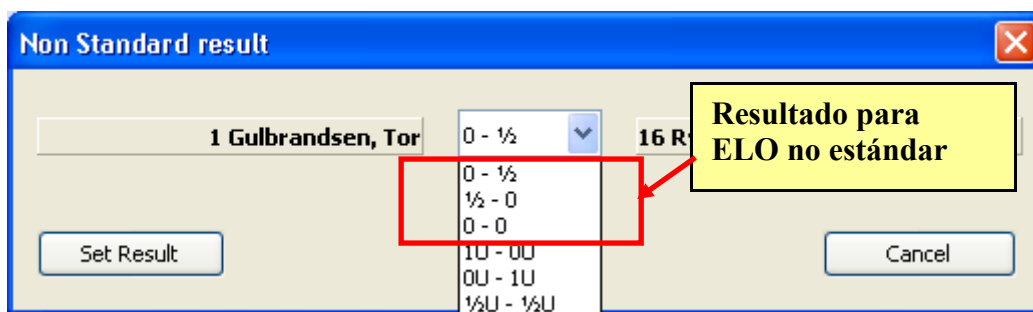 Non Standard result
1 Gulbrandsen, Tor
0 - ½
16 R
Resultado para
ELO no estándar
0 - ½
½ - 0
0 - 0
1U - 0U
0U - 1U
½U - ½U
Set Result
Cancel